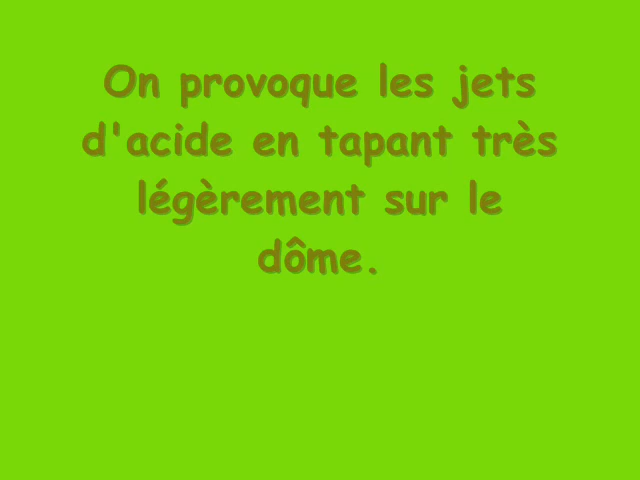 On provoque les jets
d'acide en tapant très
légèrement sur le
dôme.